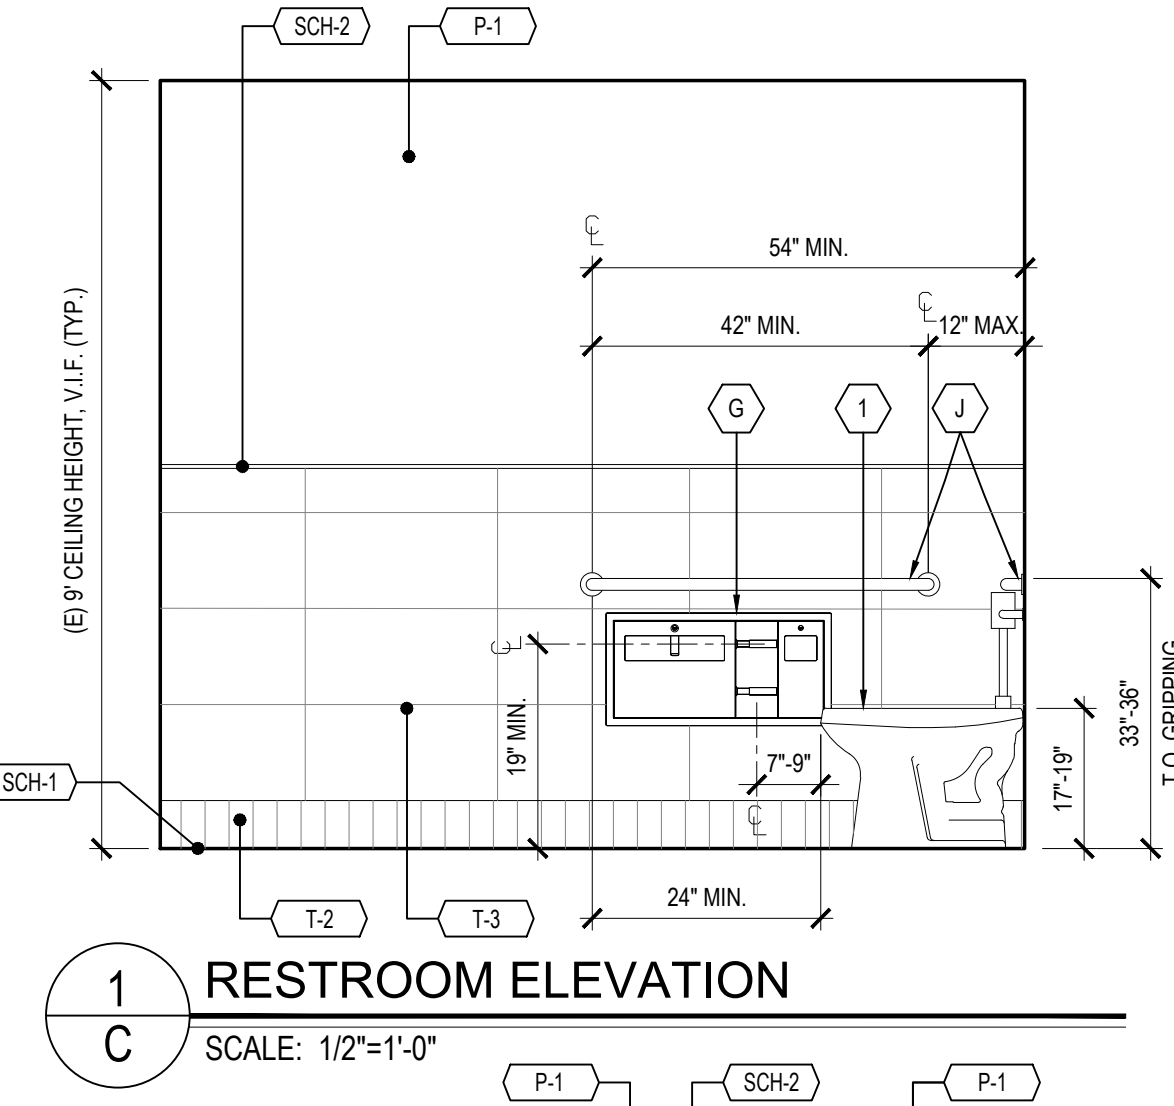 SCH-2
P-1
℄
54" MIN.
℄
42" MIN.
12" MAX.
(E) 9' CEILING HEIGHT, V.I.F. (TYP.)
G
1
J
℄
19" MIN.
7"-9"
℄
17"-19"
33"-36"
T.O. GRIPPING
SCH-1
24" MIN.
T-2
T-3
1
C
RESTROOM ELEVATION
SCALE: 1/2"=1'-0"
P-1
SCH-2
P-1